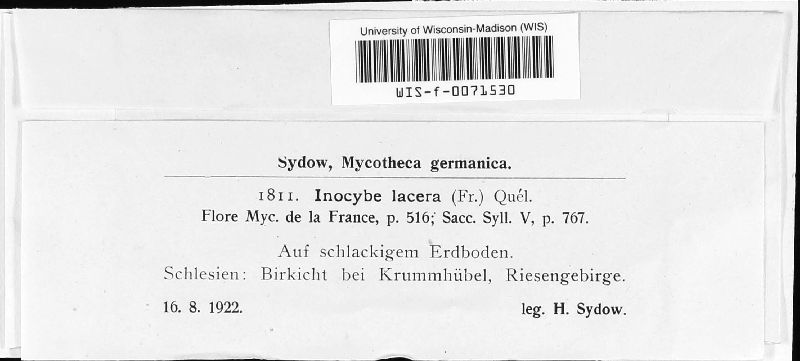 University of Wisconsin-Madison (WIS)
WIS-f-0071530
Sydow, Mycotheca germanica.
1811. Inocybe lacera (Fr.) Quél.
Flore Myc. de la France, p. 516; Sacc. Syll. V, p. 767.
Auf schlackigem Erdboden.
Schlesien: Birkicht bei Krummhübel, Riesengebirge.
16. 8. 1922. leg. H. Sydow.